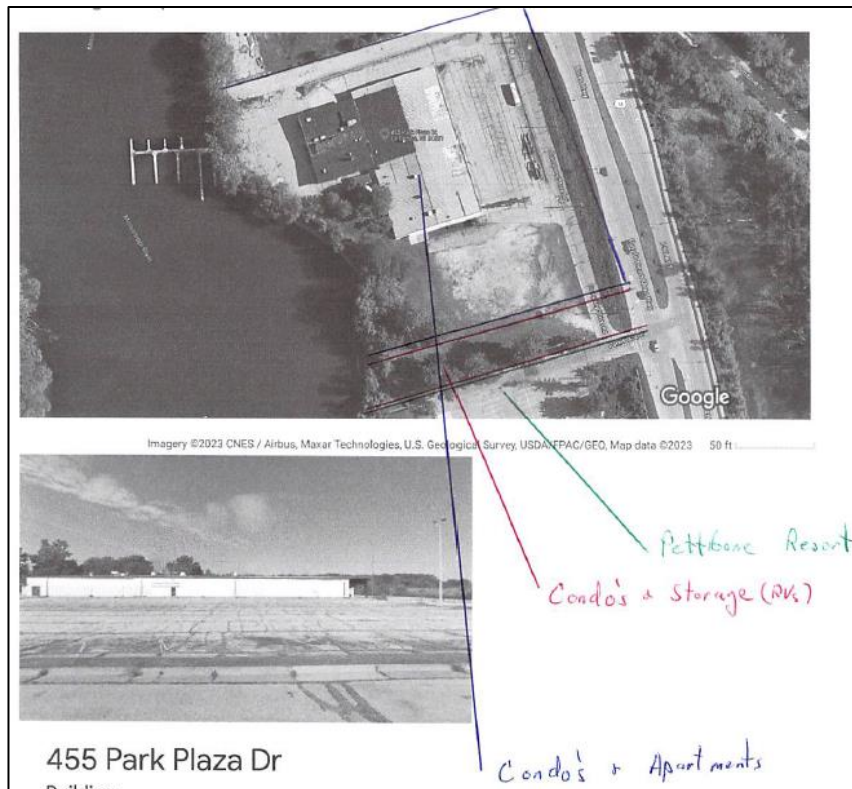 Google
Imagery ©2023 CNES / Airbus, Maxar Technologies, U.S. Geological Survey, USDA/FPAC/GEO, Map data ©2023 50 ft
Pettibone Resort
Condo's & Storage (RVs)
455 Park Plaza Dr
Condo's & Apartments